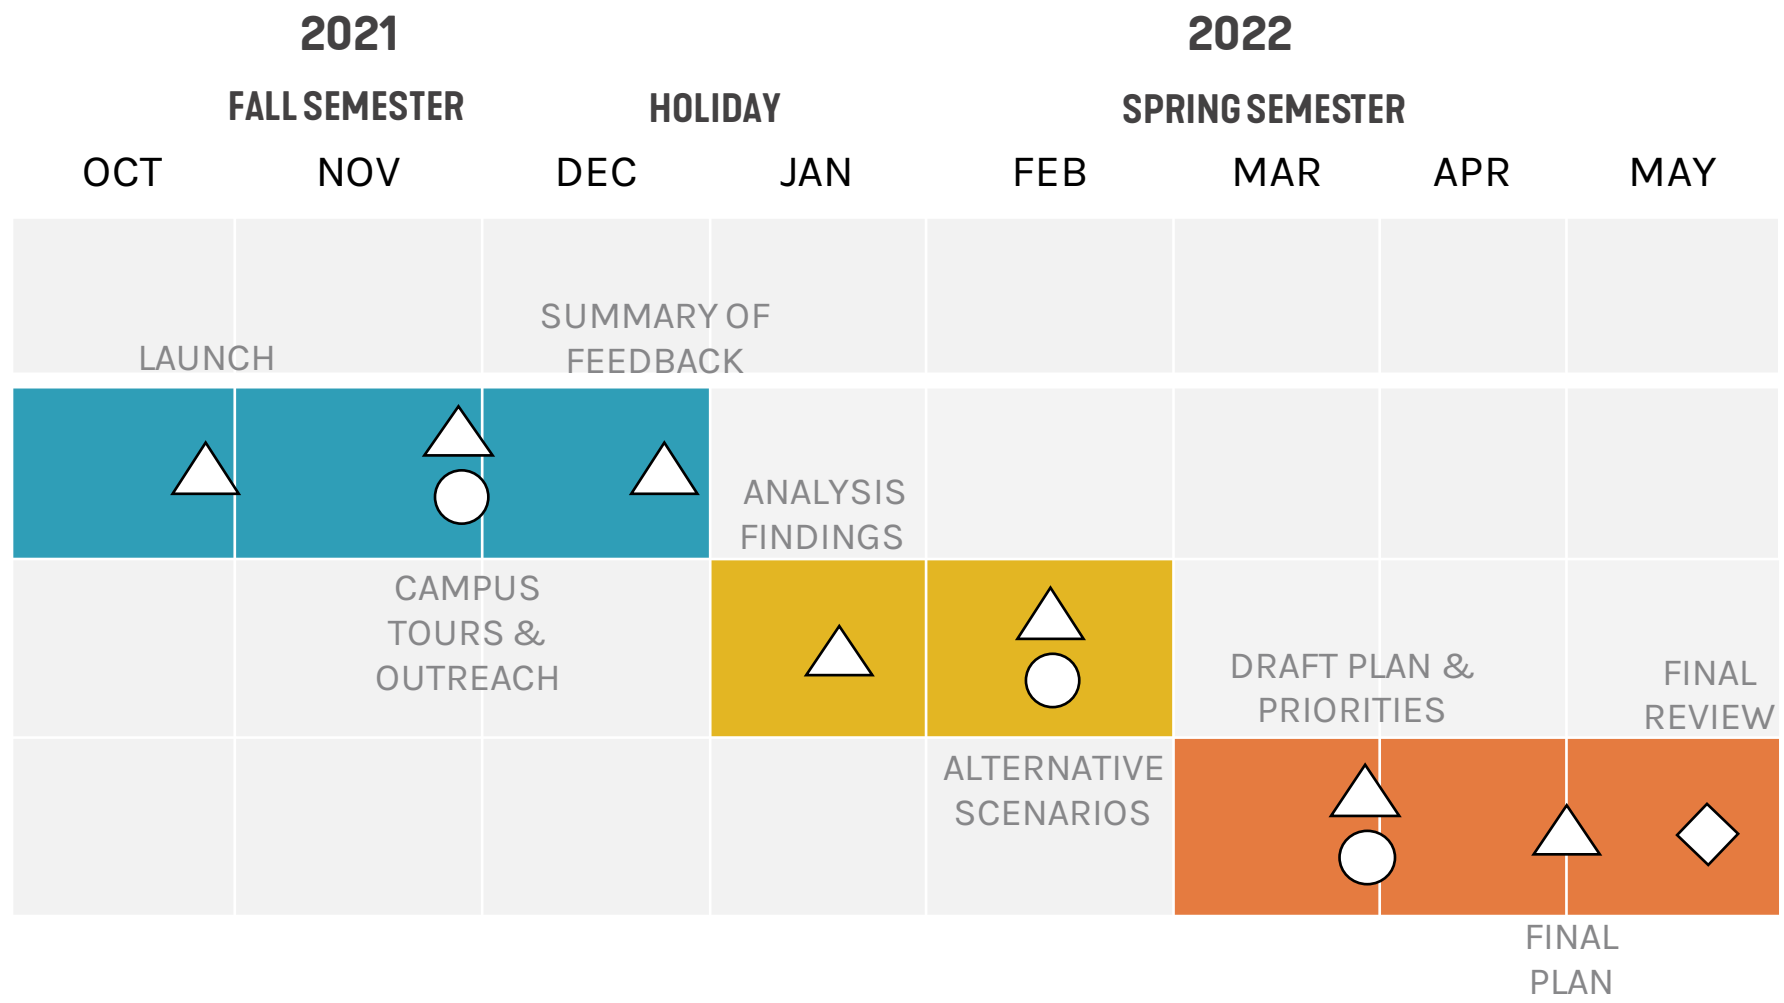 2021
2022
FALL SEMESTER
HOLIDAY
SPRING SEMESTER
OCT
NOV
DEC
JAN
FEB
MAR
APR
MAY
LAUNCH
SUMMARY OF
FEEDBACK
ANALYSIS
FINDINGS
CAMPUS
TOURS &
OUTREACH
DRAFT PLAN &
PRIORITIES
FINAL
REVIEW
ALTERNATIVE
SCENARIOS
FINAL
PLAN